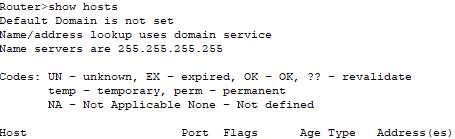 Router>show hosts
Default Domain is not set
Name/address lookup uses domain service
Name servers are 255.255.255.255

Codes: UN - unknown, EX - expired, OK - OK, ?? - revalidate
       temp - temporary, perm - permanent
       NA - Not Applicable None - Not defined

Host                      Port  Flags      Age Type   Address(es)